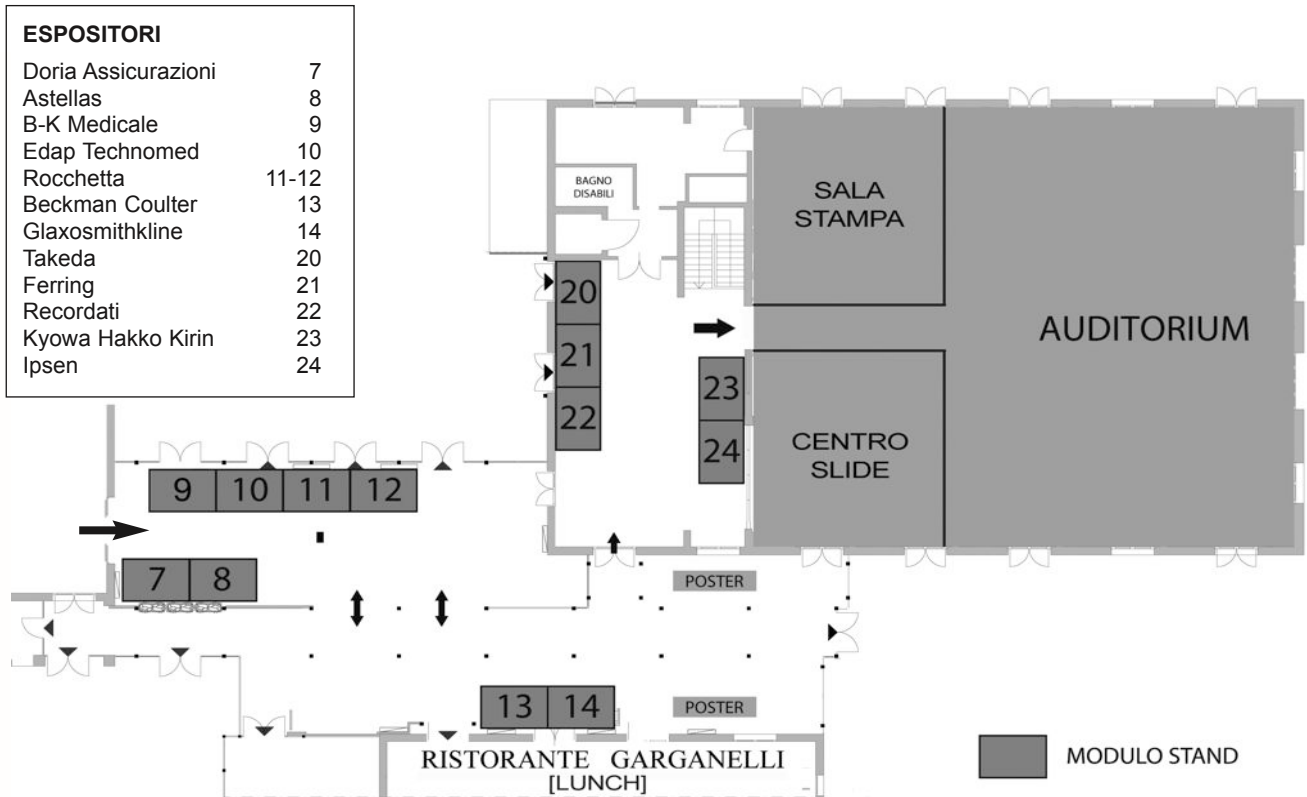 ESPOSITORI
Doria Assicurazioni 7
Astellas 8
B-K Medicale 9
Edap Technomed 10
Rocchetta 11-12
Beckman Coulter 13
Glaxosmithkline 14
Takeda 20
Ferring 21
Recordati 22
Kyowa Hakko Kirin 23
Ipsen 24
BAGNO
DISABILI
SALA
STAMPA
AUDITORIUM
20
21
22
23
24
CENTRO
SLIDE
9 10 11 12
7 8
POSTER
13 14
POSTER
RISTORANTE GARGANELLI
[LUNCH]
MODULO STAND